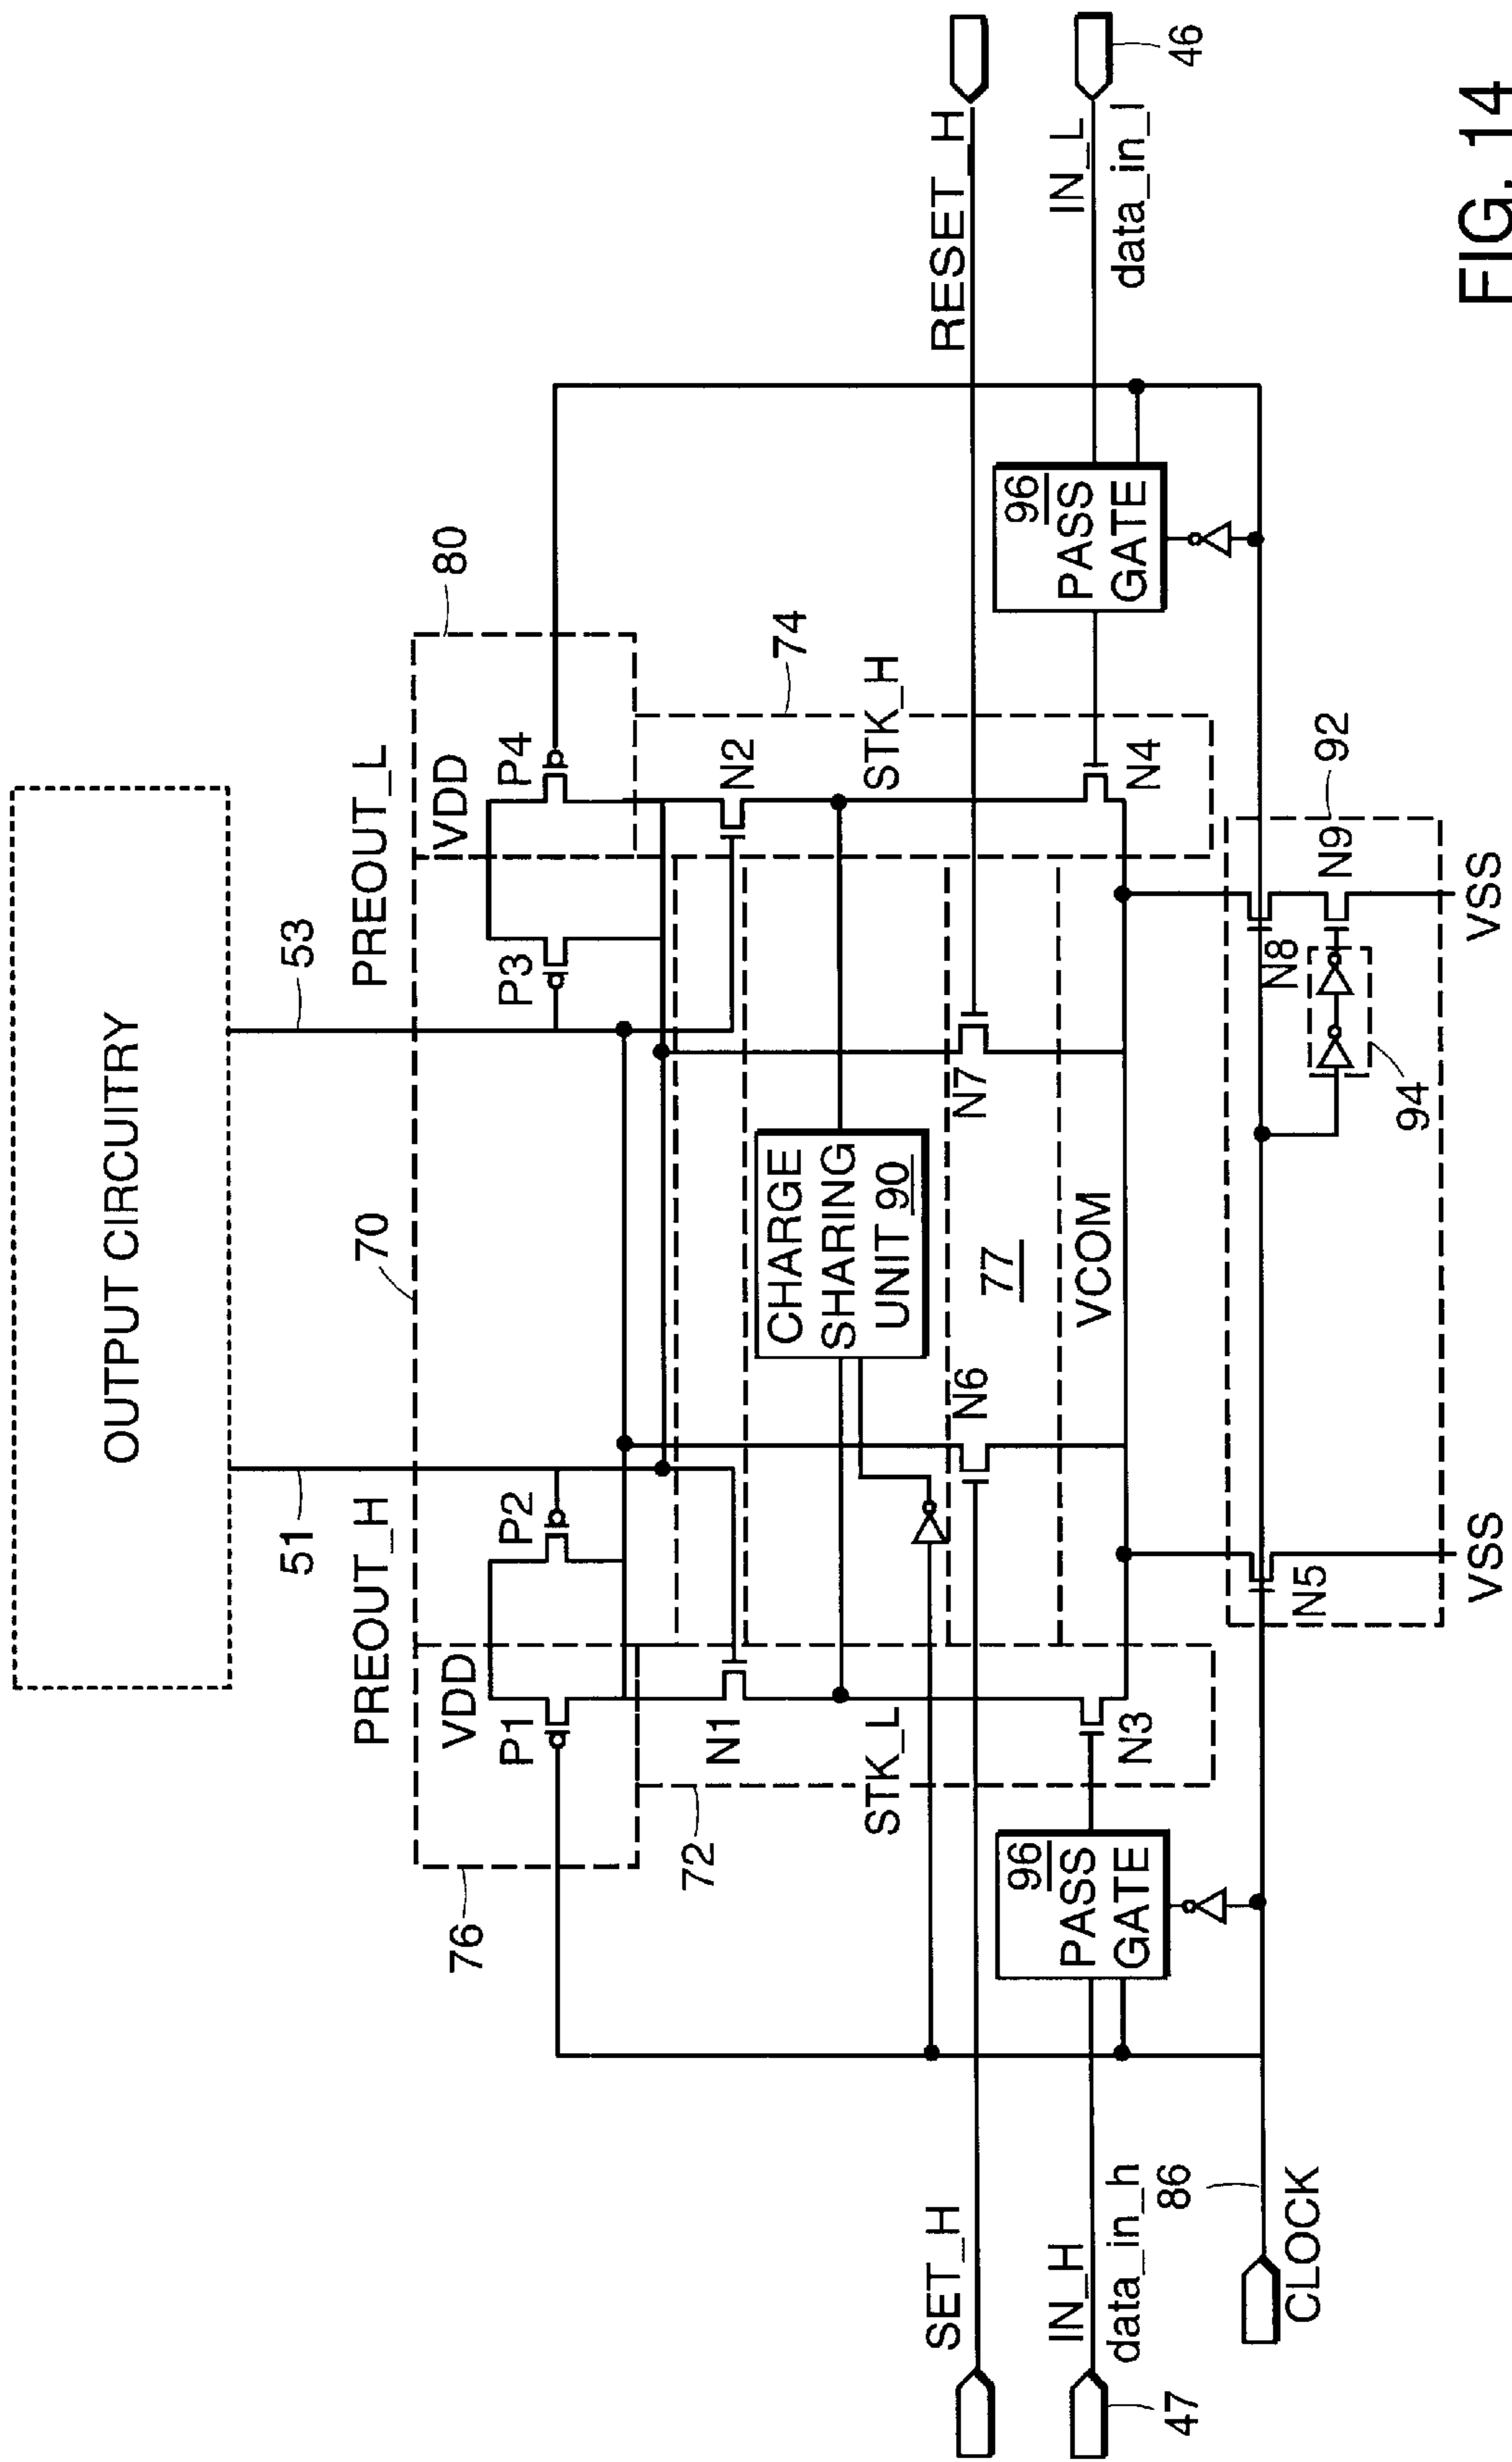 OUTPUT CIRCUITRY
51
53
70
PREOUT_H
PREOUT_L
76
80
VDD
VDD
P1
P2
P3
P4
N1
N2
72
74
STK_L
STK_H
CHARGE
SHARING
UNIT 90
SET_H
RESET_H
N6
77
N7
IN_H
data_in_h
47
96
PASS
GATE
N3
VCOM
N4
96
PASS
GATE
IN_L
data_in_l
46
86
CLOCK
N5
N8
N9
92
94
VSS
VSS
FIG. 14